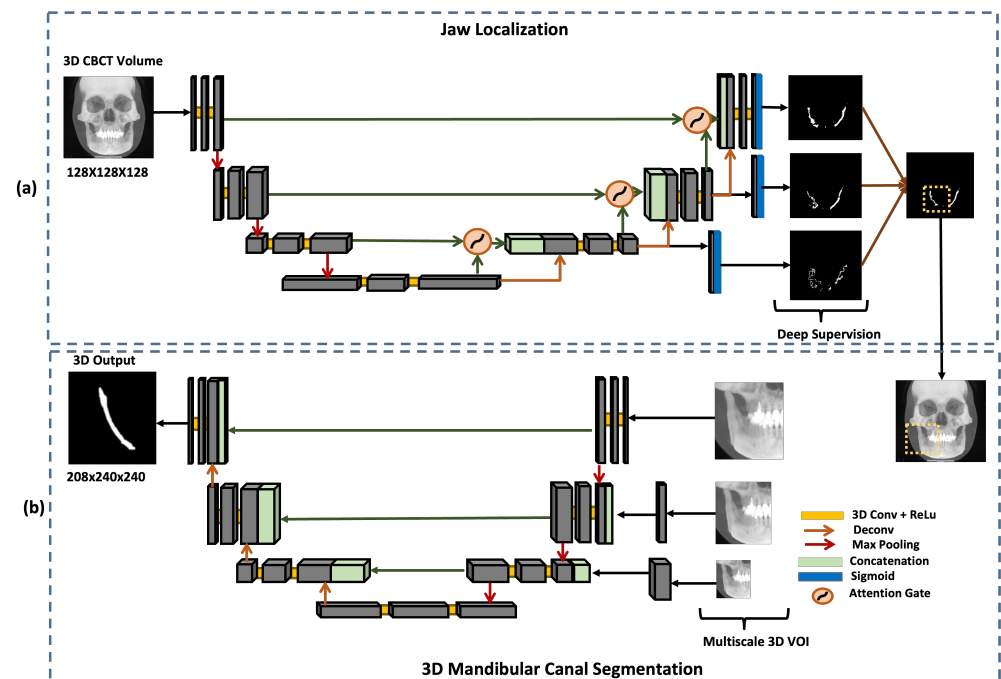 Jaw Localization
3D CBCT Volume
128X128X128
(a)
Deep Supervision
3D Output
208x240x240
(b)
3D Conv + ReLu
Deconv
Max Pooling
Concatenation
Sigmoid
Attention Gate
Multiscale 3D VOI
3D Mandibular Canal Segmentation